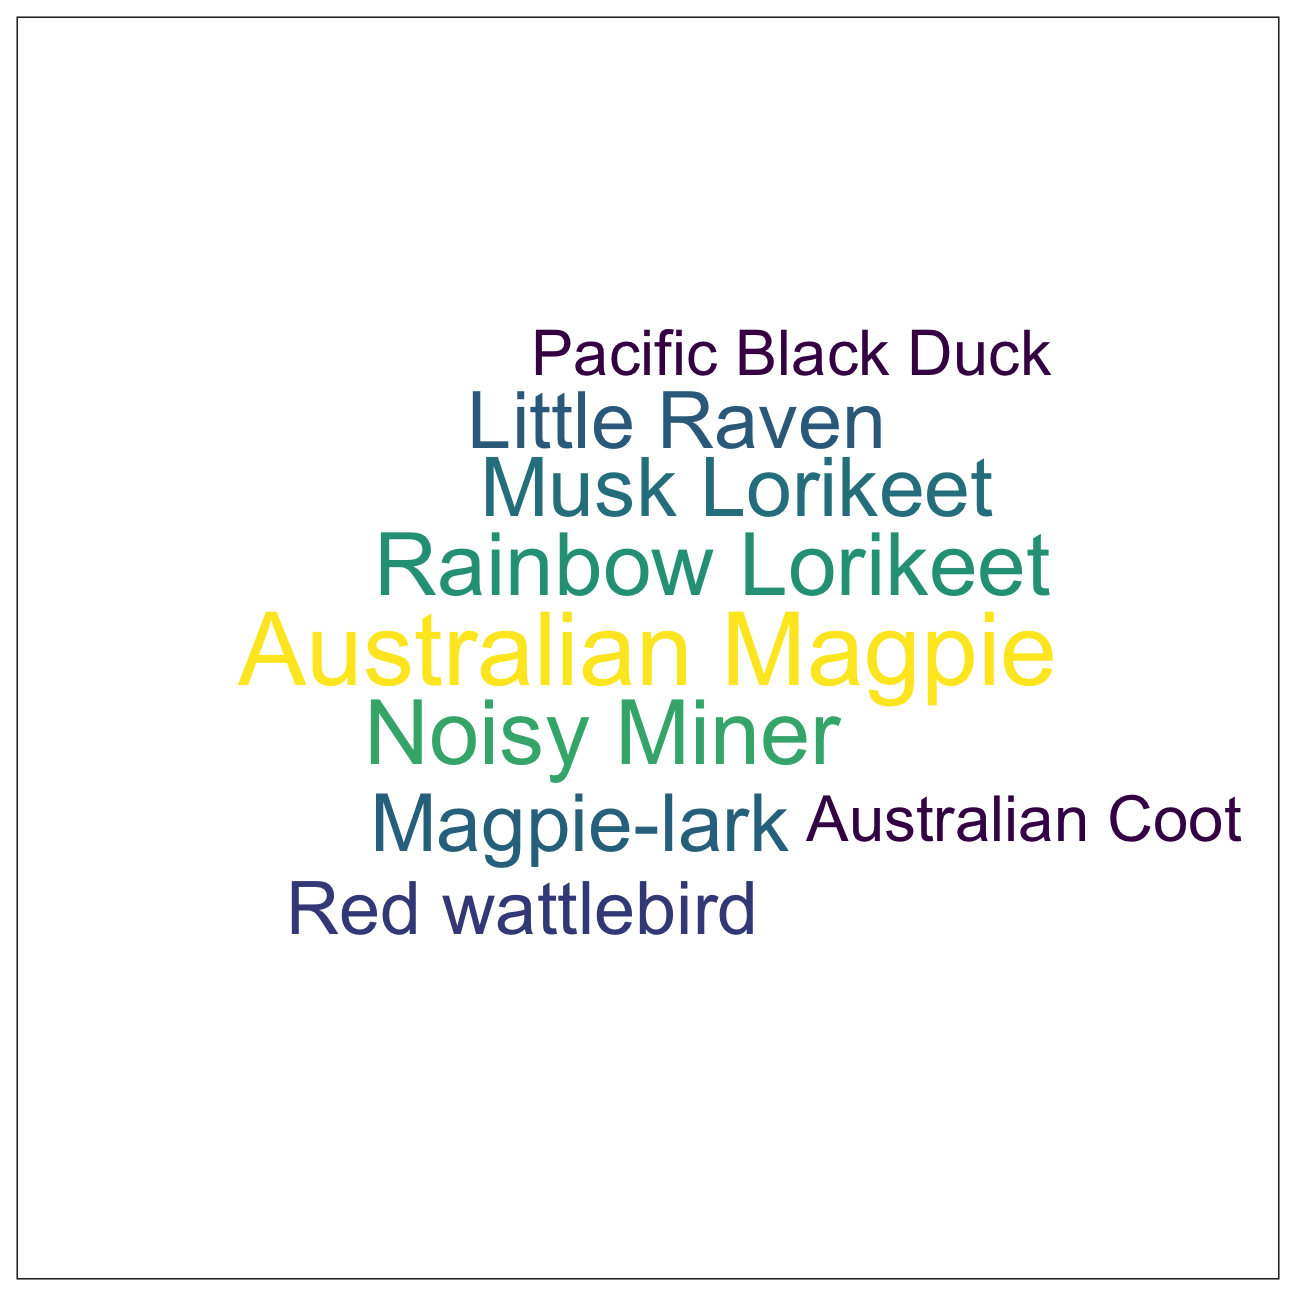 Pacific Black Duck
Little Raven
Musk Lorikeet
Rainbow Lorikeet
Australian Magpie
Noisy Miner
Magpie-lark
Australian Coot
Red wattlebird